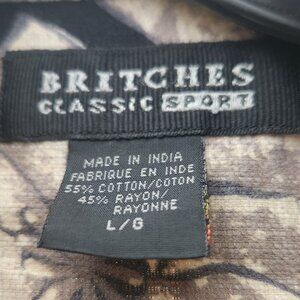 BRITCHES
CLASSIC SPORT
MADE IN INDIA
FABRIQUE EN INDE
55% COTTON/COTON
45% RAYON/
RAYONNE
L/G